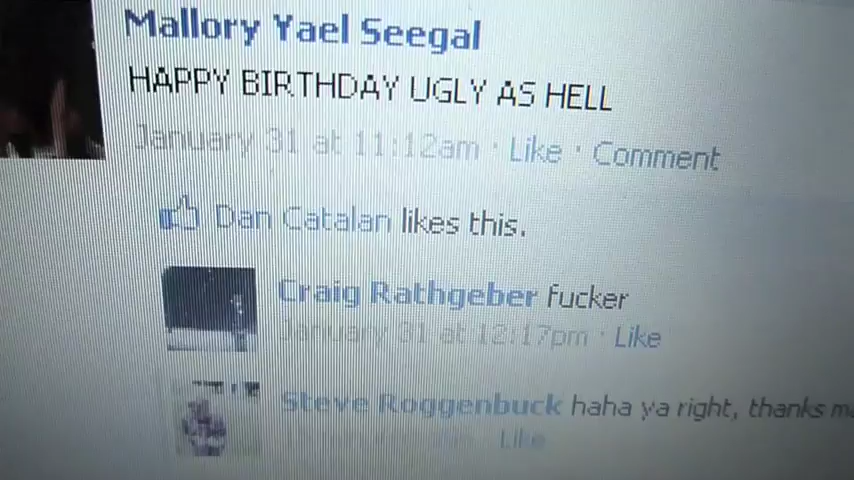 Mallory Yael Seegal
HAPPY BIRTHDAY UGLY AS HELL
January 31 at 11:12am · Like · Comment
Dan Catalan likes this.
Craig Rathgeber fucker
January 31 at 12:17pm · Like
Steve Roggenbuck haha ya right, thanks
Like